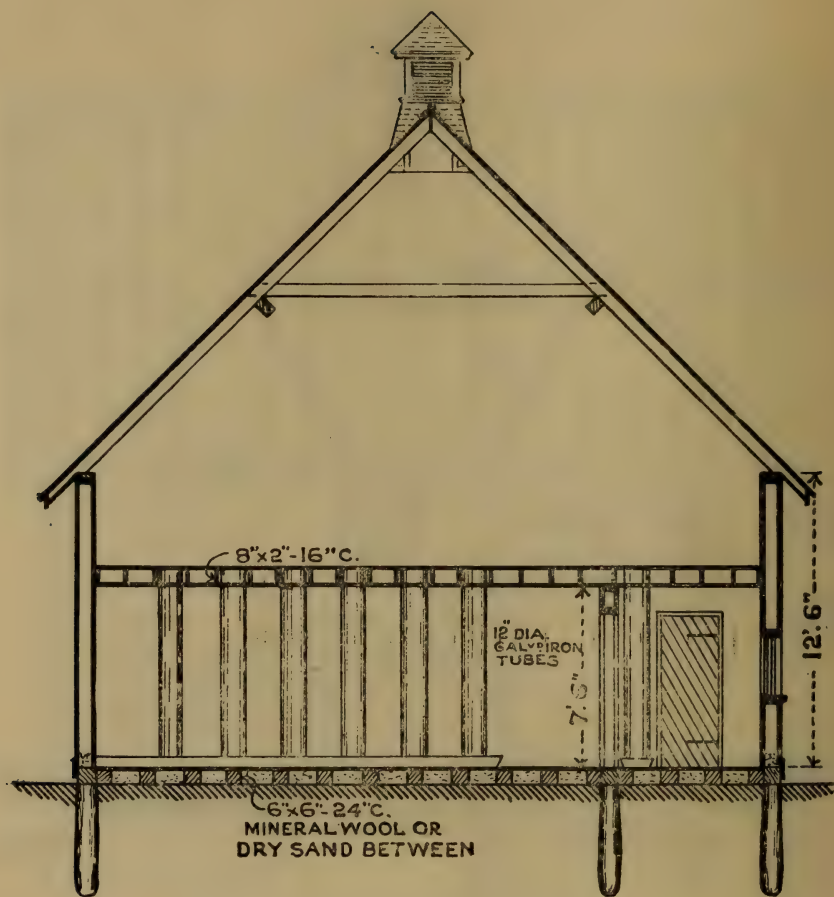 8"x2"-16"C.
12" DIA.
GALVD IRON
TUBES
7'.6"
12'.6"
6"x6"-24"C.
MINERAL WOOL OR
DRY SAND BETWEEN